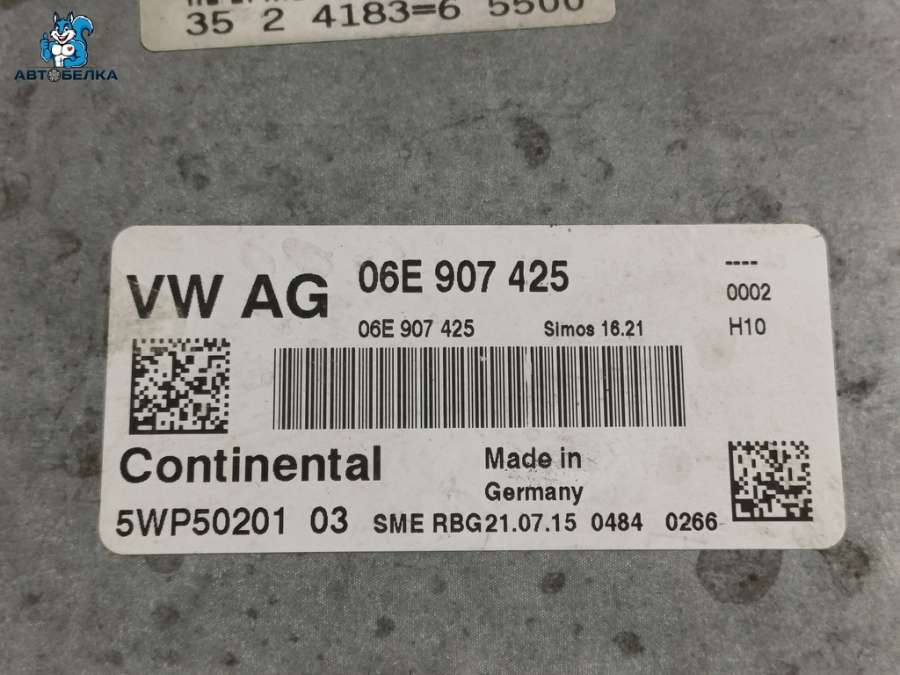 35 2 4183=6 5500
АВТОБЕЛКА
VW AG 06E 907 425
----
0002
06E 907 425 Simos 16.21
H10
Continental
Made in
Germany
5WP50201 03 SME RBG21.07.15 0484 0266